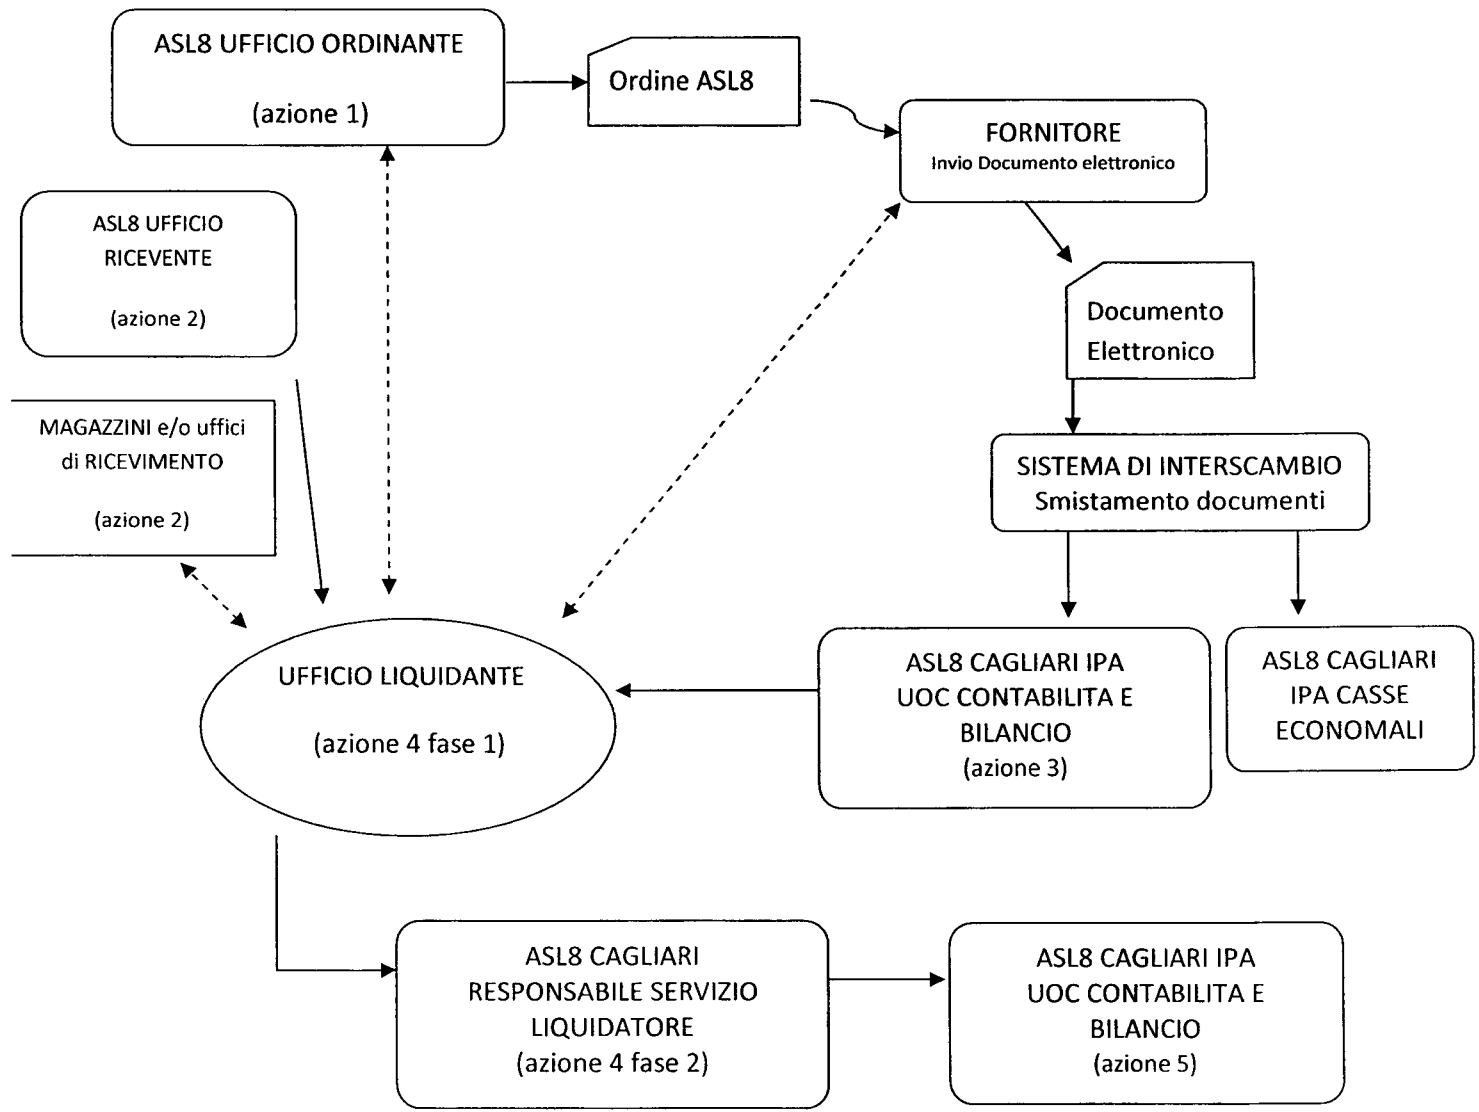 ASL8 UFFICIO ORDINANTE
(azione 1)
Ordine ASL8
FORNITORE
Invio Documento elettronico
ASL8 UFFICIO
RICEVENTE
(azione 2)
Documento
Elettronico
MAGAZZINI e/o uffici
di RICEVIMENTO
(azione 2)
SISTEMA DI INTERSCAMBIO
Smistamento documenti
UFFICIO LIQUIDANTE
(azione 4 fase 1)
ASL8 CAGLIARI IPA
UOC CONTABILITA E
BILANCIO
(azione 3)
ASL8 CAGLIARI
IPA CASSE
ECONOMALI
ASL8 CAGLIARI
RESPONSABILE SERVIZIO
LIQUIDATORE
(azione 4 fase 2)
ASL8 CAGLIARI IPA
UOC CONTABILITA E
BILANCIO
(azione 5)